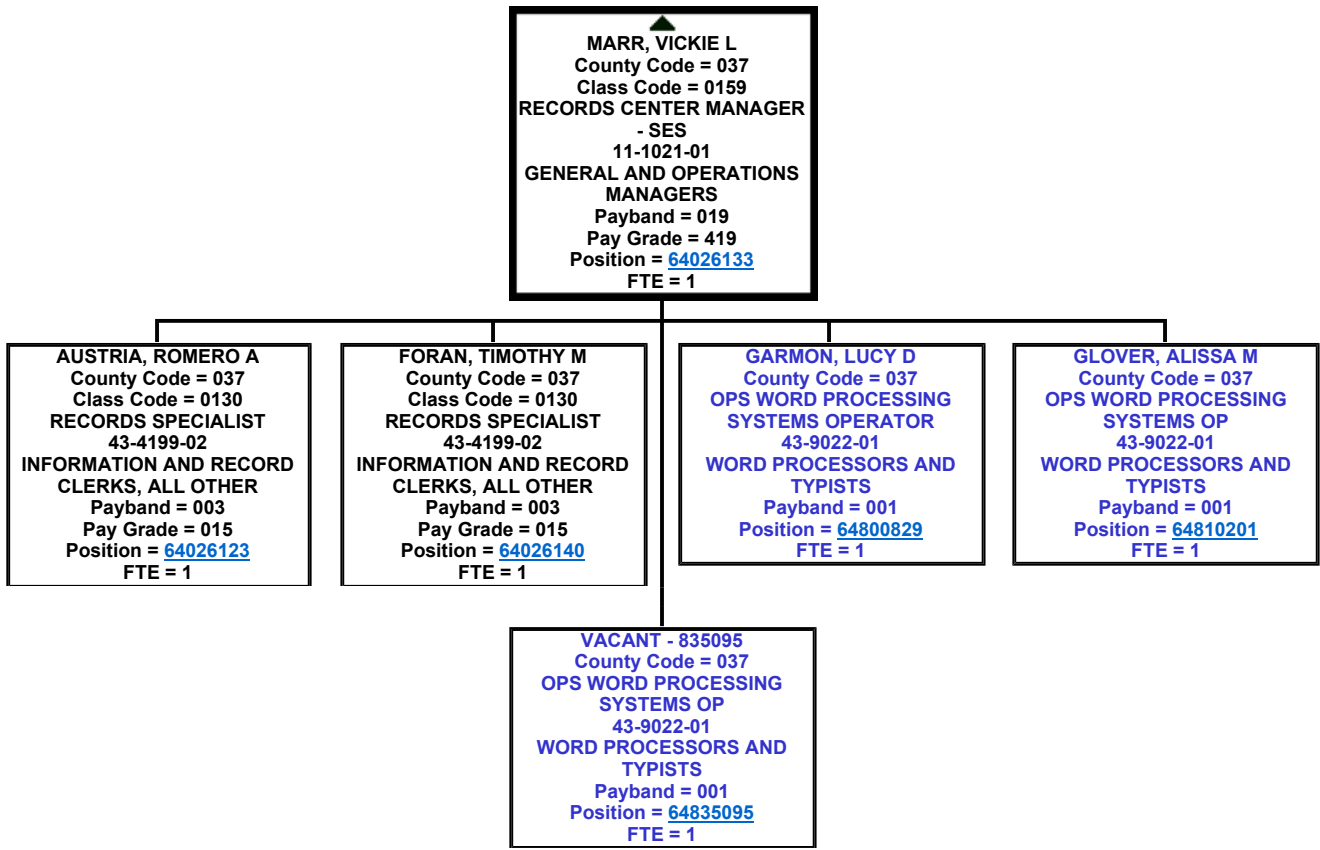 MARR, VICKIE L
County Code = 037
Class Code = 0159
RECORDS CENTER MANAGER
- SES
11-1021-01
GENERAL AND OPERATIONS
MANAGERS
Payband = 019
Pay Grade = 419
Position = 64026133
FTE = 1
AUSTRIA, ROMERO A
County Code = 037
Class Code = 0130
RECORDS SPECIALIST
43-4199-02
INFORMATION AND RECORD
CLERKS, ALL OTHER
Payband = 003
Pay Grade = 015
Position = 64026123
FTE = 1
FORAN, TIMOTHY M
County Code = 037
Class Code = 0130
RECORDS SPECIALIST
43-4199-02
INFORMATION AND RECORD
CLERKS, ALL OTHER
Payband = 003
Pay Grade = 015
Position = 64026140
FTE = 1
GARMON, LUCY D
County Code = 037
OPS WORD PROCESSING
SYSTEMS OPERATOR
43-9022-01
WORD PROCESSORS AND
TYPISTS
Payband = 001
Position = 64800829
FTE = 1
GLOVER, ALISSA M
County Code = 037
OPS WORD PROCESSING
SYSTEMS OP
43-9022-01
WORD PROCESSORS AND
TYPISTS
Payband = 001
Position = 64810201
FTE = 1
VACANT - 835095
County Code = 037
OPS WORD PROCESSING
SYSTEMS OP
43-9022-01
WORD PROCESSORS AND
TYPISTS
Payband = 001
Position = 64835095
FTE = 1